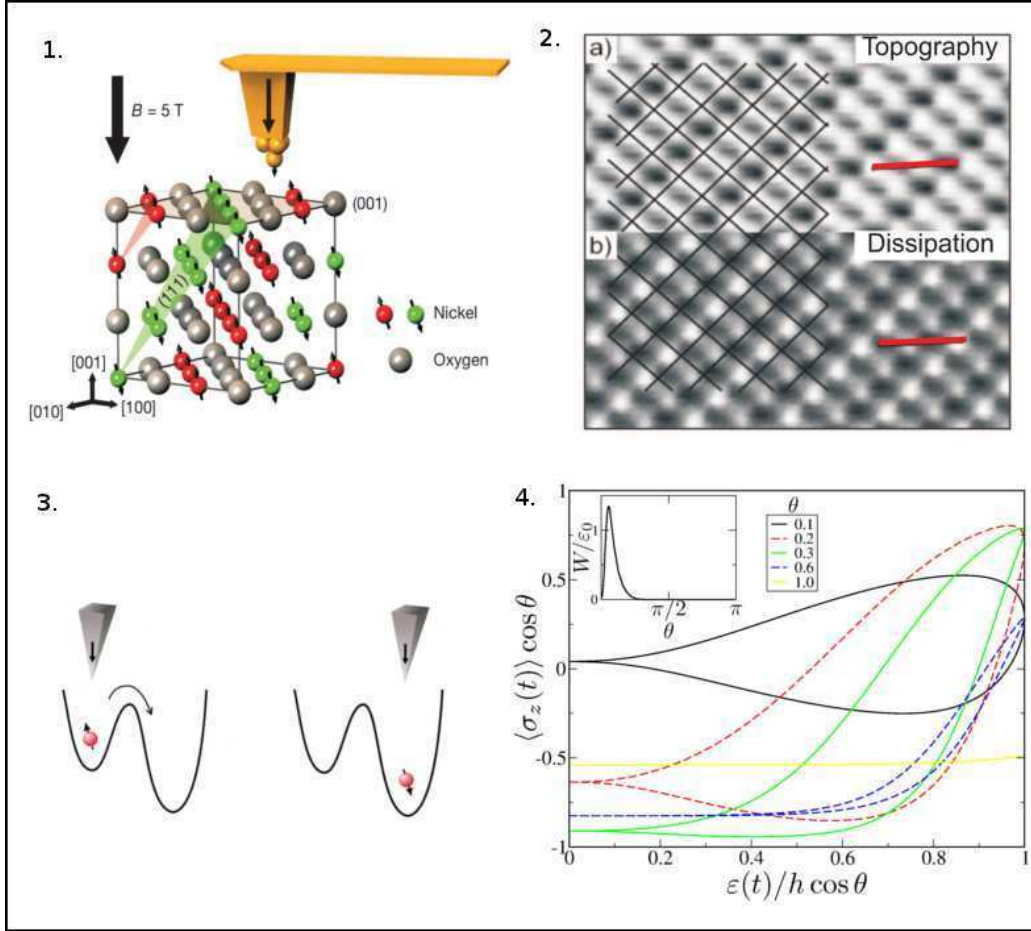 1.
B = 5 T
(001)
(111)
Nickel
Oxygen
[001]
[010]
[100]
2.
a)
Topography
b)
Dissipation
3.
4.
1
0.5
0
-0.5
-1
⟨σz(t)⟩ cos θ
0
0.2
0.4
0.6
0.8
1
ε(t)/h cos θ
W/ε0
1
0
π/2
π
θ
θ
0.1
0.2
0.3
0.6
1.0